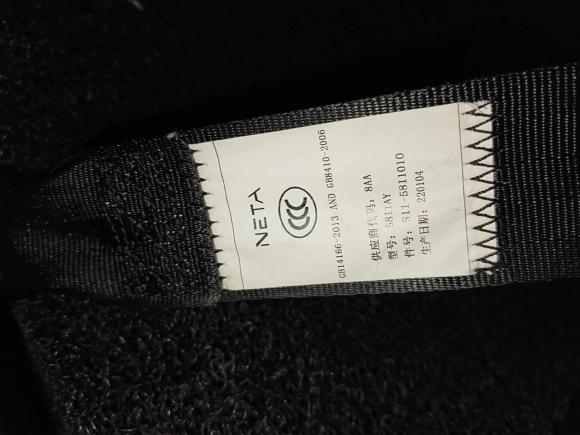 NETA
CCC
GB14166-2013 AND GB8410-2006
供应商代码: 8AA
型号: 5811AY
件号: S11-5811010
生产日期: 220104